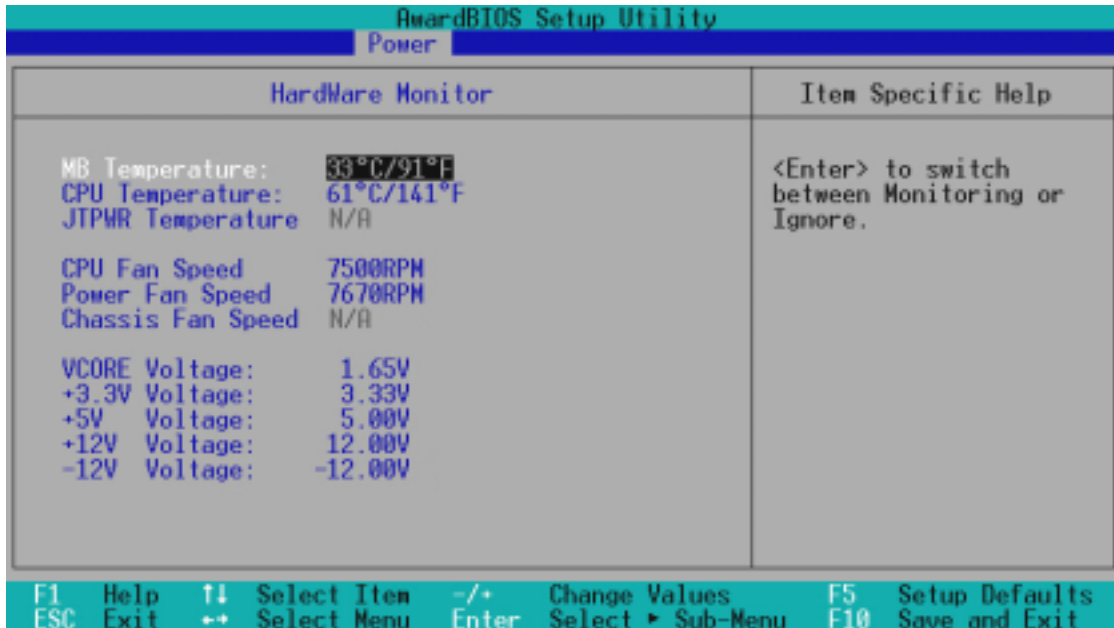 AwardBIOS Setup Utility
Power
HardWare Monitor
Item Specific Help
MB Temperature: 33°C/91°F
CPU Temperature: 61°C/141°F
JTPWR Temperature N/A
CPU Fan Speed 7500RPM
Power Fan Speed 7670RPM
Chassis Fan Speed N/A
VCORE Voltage: 1.65V
+3.3V Voltage: 3.33V
+5V Voltage: 5.00V
+12V Voltage: 12.00V
-12V Voltage: -12.00V
<Enter> to switch
between Monitoring or
Ignore.
F1 Help ↑↓ Select Item -/+ Change Values F5 Setup Defaults
ESC Exit ←→ Select Menu Enter Select ► Sub-Menu F10 Save and Exit